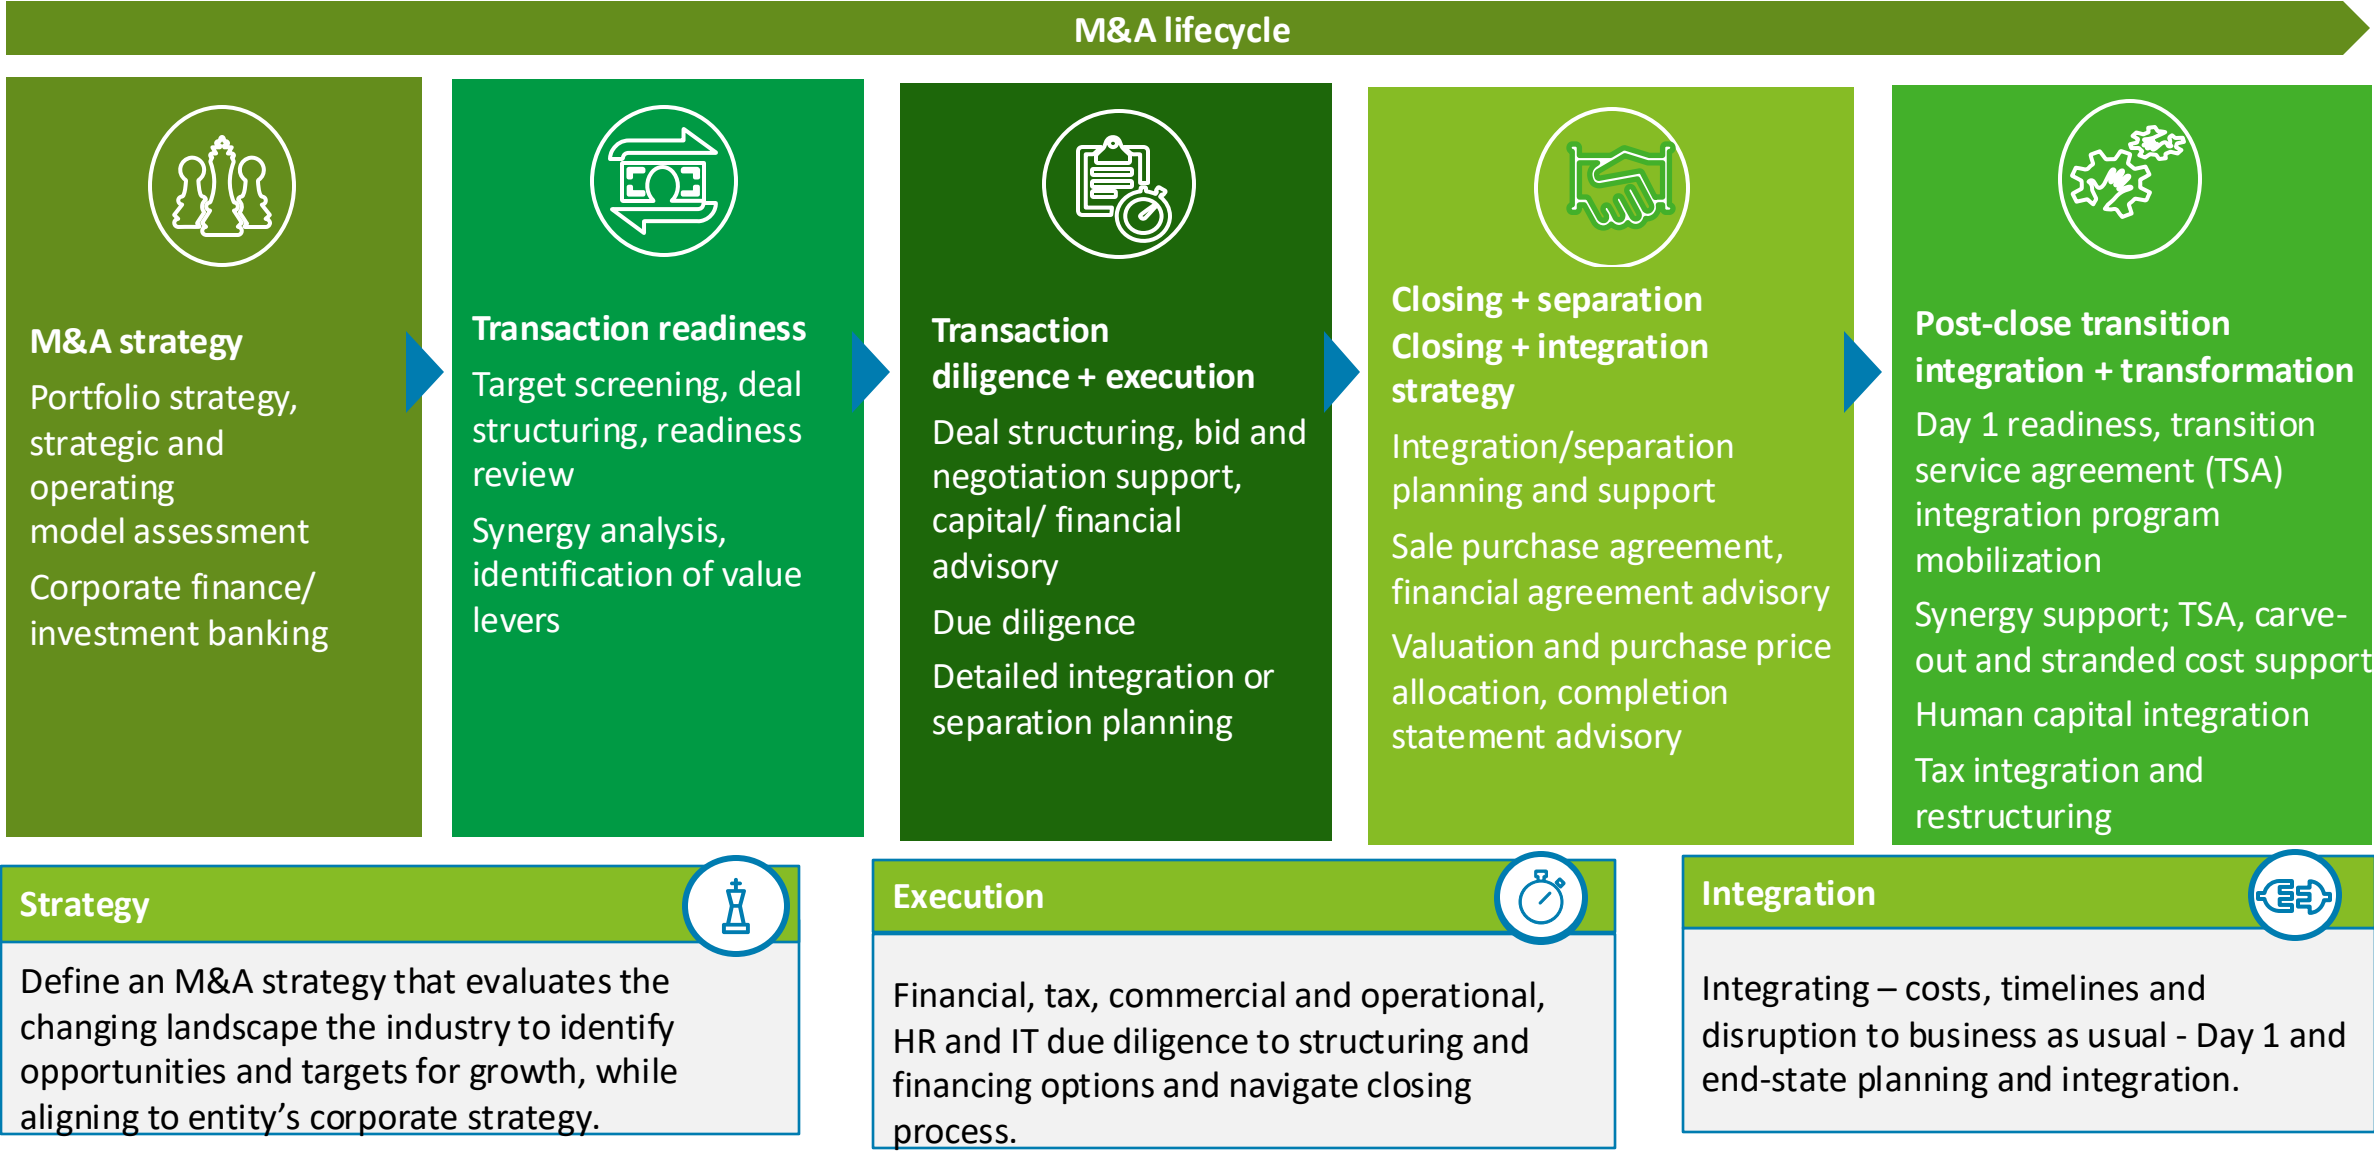 M&A lifecycle
M&A strategy
Portfolio strategy,
strategic and
operating
model assessment
Corporate finance/
investment banking
Transaction readiness
Target screening, deal
structuring, readiness
review
Synergy analysis,
identification of value
levers
Transaction
diligence + execution
Deal structuring, bid and
negotiation support,
capital/ financial
advisory
Due diligence
Detailed integration or
separation planning
Closing + separation
Closing + integration
strategy
Integration/separation
planning and support
Sale purchase agreement,
financial agreement advisory
Valuation and purchase price
allocation, completion
statement advisory
Post-close transition
integration + transformation
Day 1 readiness, transition
service agreement (TSA)
integration program
mobilization
Synergy support; TSA, carve-
out and stranded cost support
Human capital integration
Tax integration and
restructuring
Strategy
Define an M&A strategy that evaluates the
changing landscape the industry to identify
opportunities and targets for growth, while
aligning to entity’s corporate strategy.
Execution
Financial, tax, commercial and operational,
HR and IT due diligence to structuring and
financing options and navigate closing
process.
Integration
Integrating – costs, timelines and
disruption to business as usual - Day 1 and
end-state planning and integration.